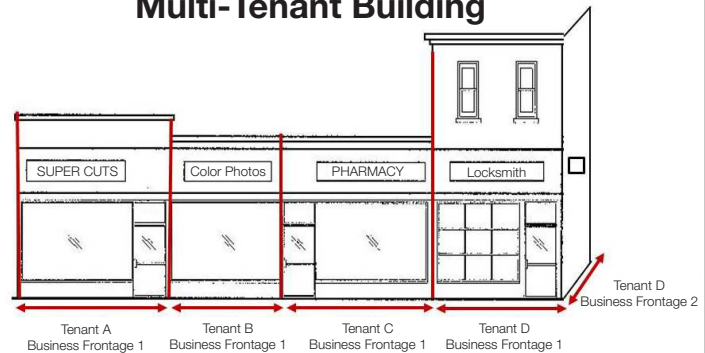 Multi-Tenant Building
SUPER CUTS
Color Photos
PHARMACY
Locksmith
Tenant D
Business Frontage 2
Tenant A
Business Frontage 1
Tenant B
Business Frontage 1
Tenant C
Business Frontage 1
Tenant D
Business Frontage 1